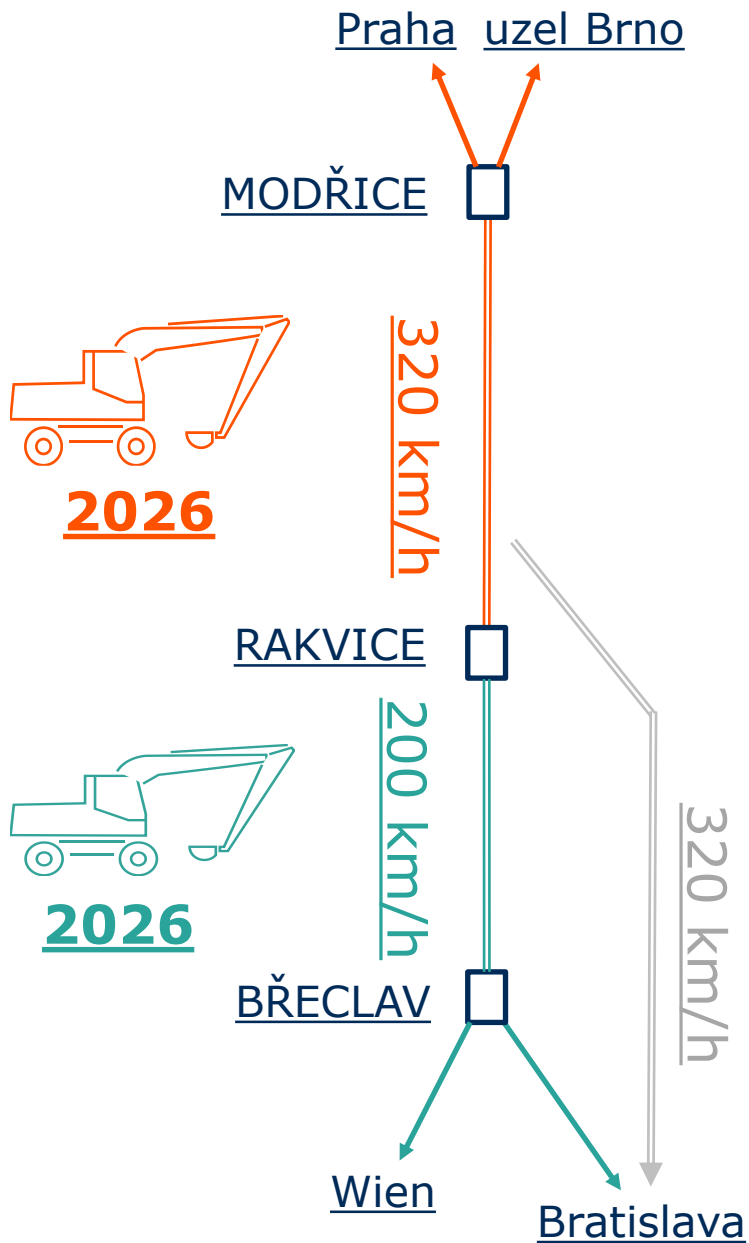 Praha uzel Brno
MODŘICE
320 km/h
2026
RAKVICE
200 km/h
320 km/h
2026
BŘECLAV
Wien
Bratislava